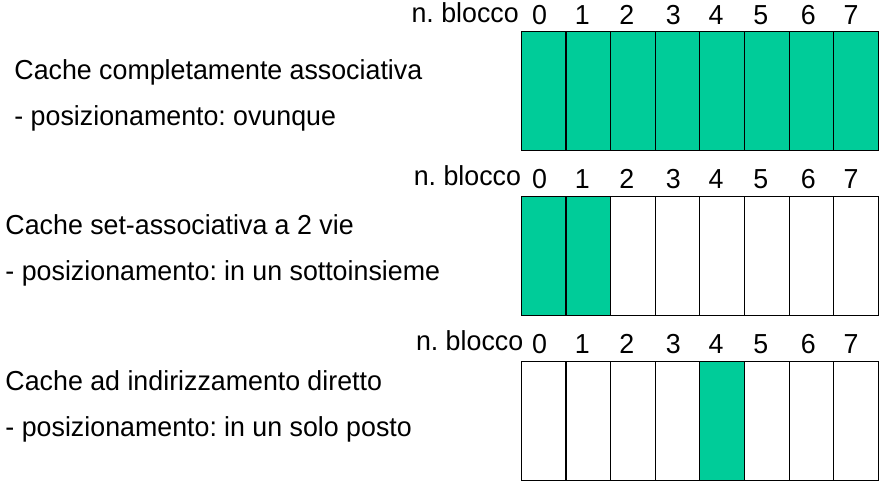 n. blocco 0 1 2 3 4 5 6 7
Cache completamente associativa
- posizionamento: ovunque
n. blocco 0 1 2 3 4 5 6 7
Cache set-associativa a 2 vie
- posizionamento: in un sottoinsieme
n. blocco 0 1 2 3 4 5 6 7
Cache ad indirizzamento diretto
- posizionamento: in un solo posto